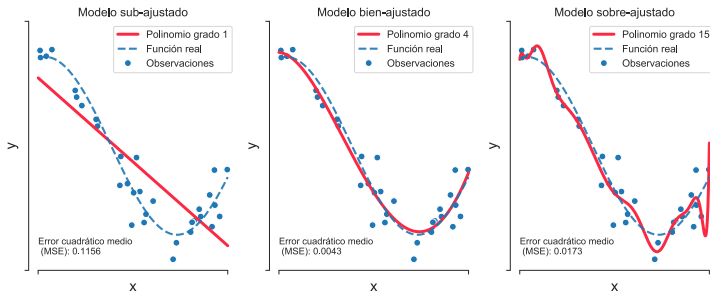 Modelo sub-ajustado
Polinomio grado 1
Función real
Observaciones
y
Error cuadrático medio
(MSE): 0.1156
x
Modelo bien-ajustado
Polinomio grado 4
Función real
Observaciones
y
Error cuadrático medio
(MSE): 0.0043
x
Modelo sobre-ajustado
Polinomio grado 15
Función real
Observaciones
y
Error cuadrático medio
(MSE): 0.0173
x